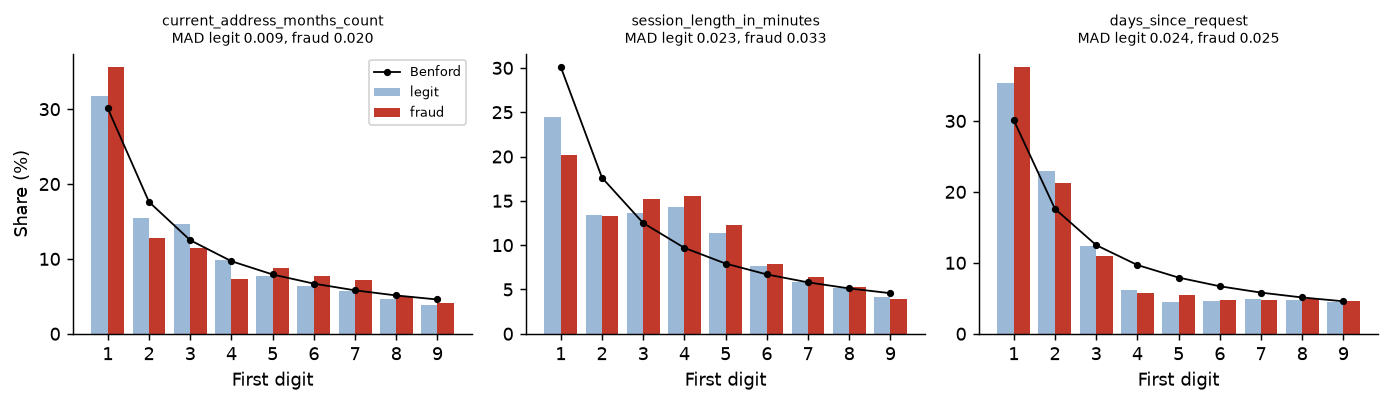 current_address_months_count
MAD legit 0.009, fraud 0.020
Share (%)
30
20
10
0
1 2 3 4 5 6 7 8 9
First digit
Benford
legit
fraud
session_length_in_minutes
MAD legit 0.023, fraud 0.033
30
25
20
15
10
5
0
1 2 3 4 5 6 7 8 9
First digit
days_since_request
MAD legit 0.024, fraud 0.025
30
20
10
0
1 2 3 4 5 6 7 8 9
First digit